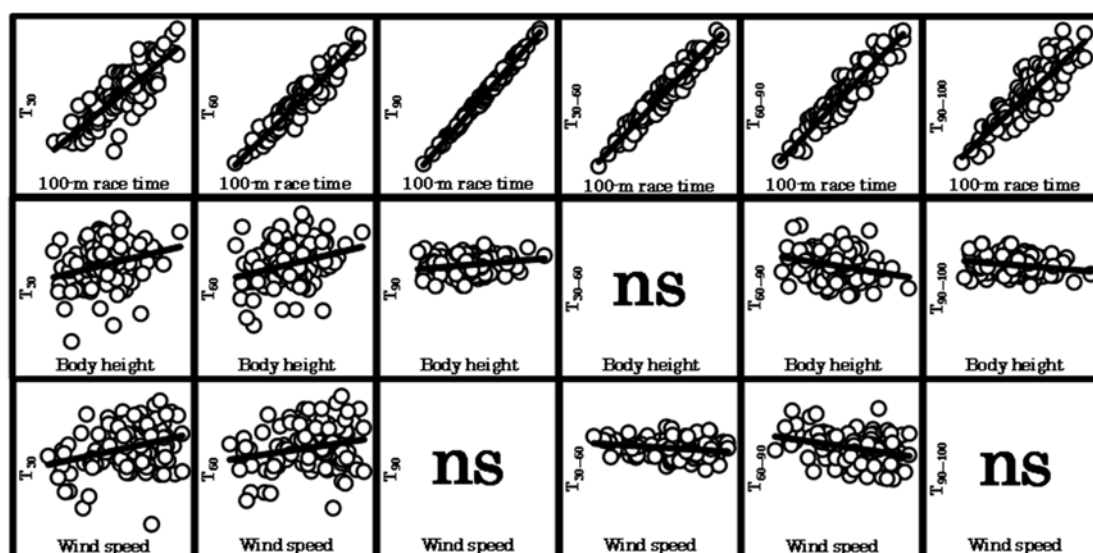 T30
100-m race time
T60
100-m race time
T90
100-m race time
T30–60
100-m race time
T60–90
100-m race time
T90–100
100-m race time
T30
Body height
T60
Body height
T90
Body height
T30–60
ns
Body height
T60–90
Body height
T90–100
Body height
T30
Wind speed
T60
Wind speed
T90
ns
Wind speed
T30–60
Wind speed
T60–90
Wind speed
T90–100
ns
Wind speed